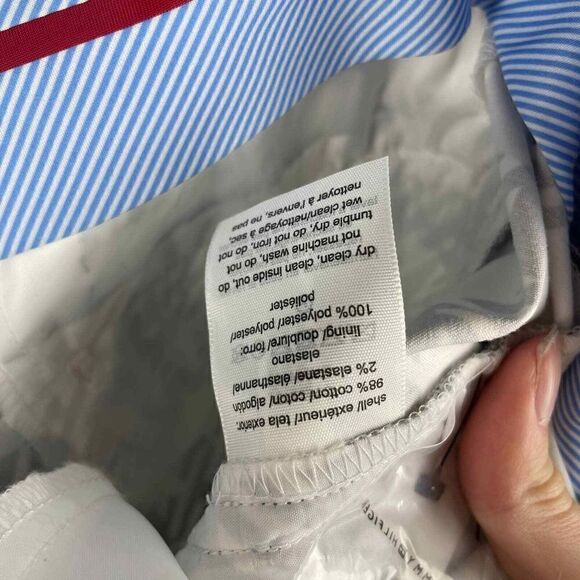 shell/ extérieur/ tela exterior:
98% cotton/ coton/ algodón
2% elastane/ élasthanne/
elastano
lining/ doublure/ forro:
100% polyester/ polyester/
poliéster
dry clean, clean inside out, do
not machine wash, do not
tumble dry, do not iron, do not
wet clean/nettoyage à sec,
nettoyer à l'envers, ne pas